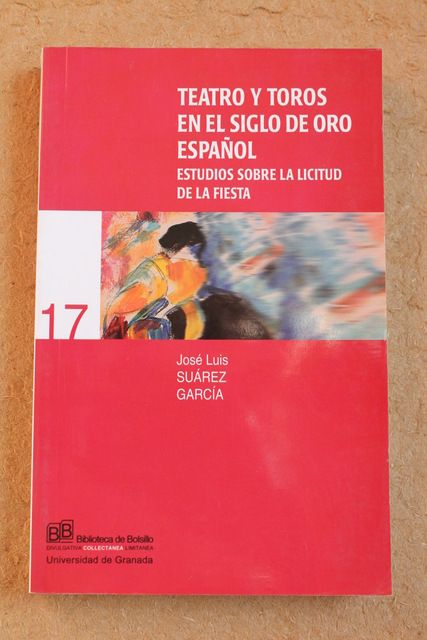 TEATRO Y TOROS
EN EL SIGLO DE ORO
ESPAÑOL
ESTUDIOS SOBRE LA LICITUD
DE LA FIESTA
17
José Luis
SUÁREZ
GARCÍA
BB Biblioteca de Bolsillo
DIVULGATIVA COLLECTANEA LIMITANEA
Universidad de Granada